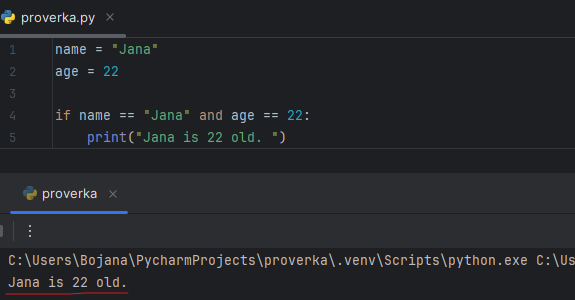 proverka.py ×
1 name = "Jana"
2 age = 22
3
4 if name == "Jana" and age == 22:
5 print("Jana is 22 old. ")
proverka ×
C:\Users\Bojana\PycharmProjects\proverka\.venv\Scripts\python.exe C:\Us
Jana is 22 old.